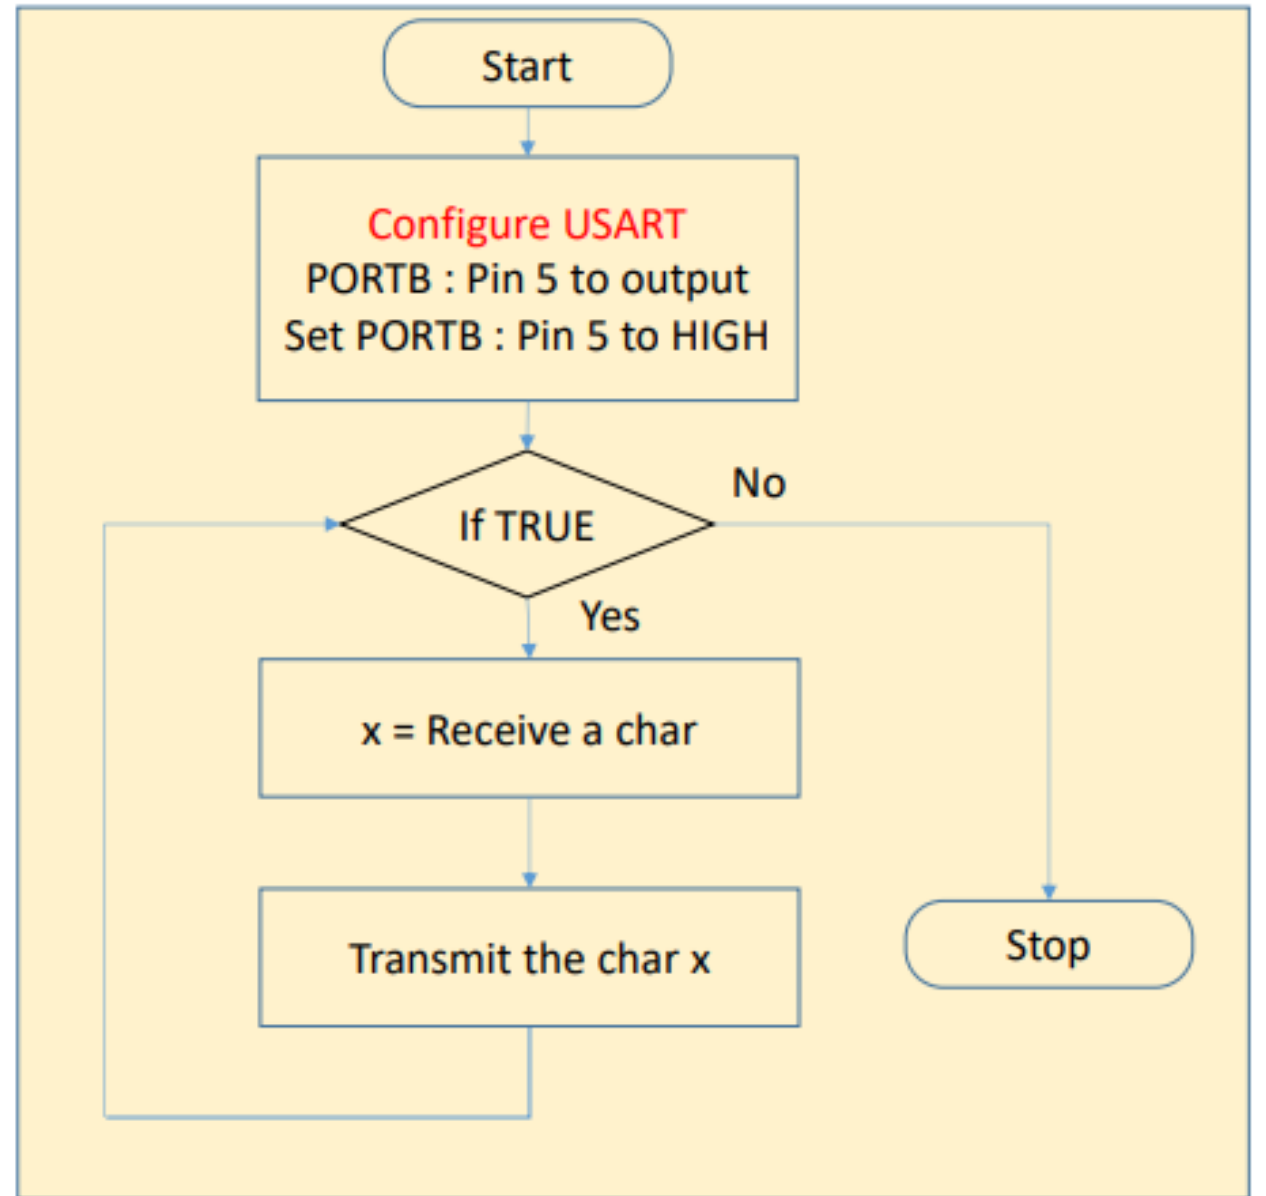 Start
Configure USART
PORTB : Pin 5 to output
Set PORTB : Pin 5 to HIGH
If TRUE
No
Yes
x = Receive a char
Transmit the char x
Stop